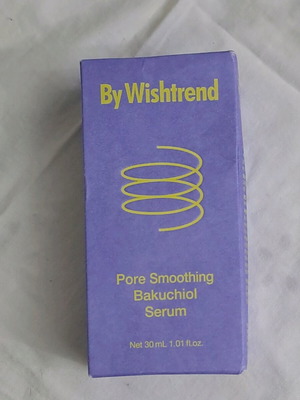 By Wishtrend
Pore Smoothing
Bakuchiol
Serum
Net 30 mL 1.01 fl.oz.